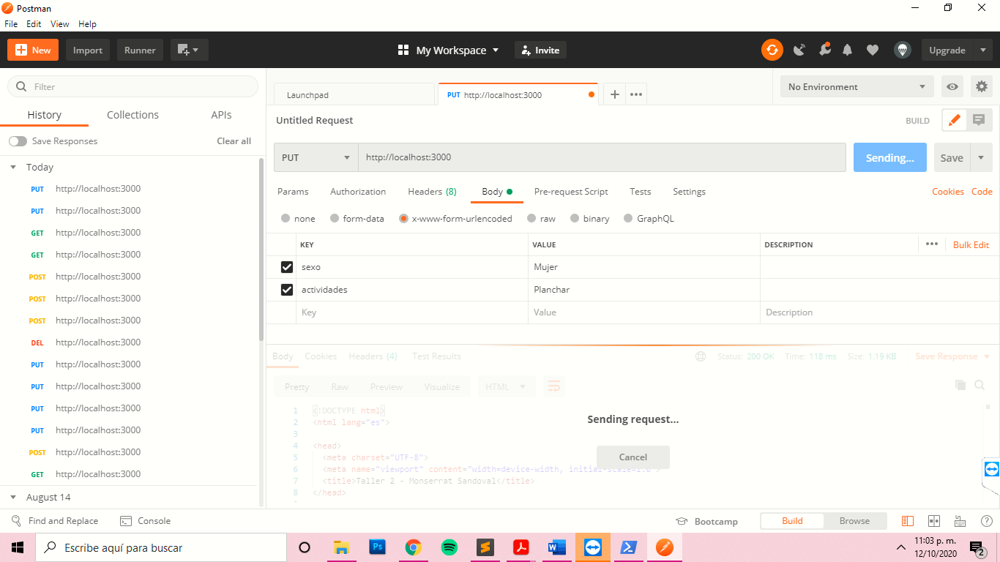 Postman
File Edit View Help
New Import Runner My Workspace Invite Upgrade
Filter
History Collections APIs
Save Responses Clear all
Today
PUT http://localhost:3000
PUT http://localhost:3000
GET http://localhost:3000
GET http://localhost:3000
POST http://localhost:3000
POST http://localhost:3000
POST http://localhost:3000
DEL http://localhost:3000
PUT http://localhost:3000
PUT http://localhost:3000
PUT http://localhost:3000
PUT http://localhost:3000
POST http://localhost:3000
GET http://localhost:3000
August 14
Launchpad PUT http://localhost:3000 No Environment
Untitled Request BUILD
PUT http://localhost:3000 Sending... Save
Params Authorization Headers (8) Body Pre-request Script Tests Settings Cookies Code
none form-data x-www-form-urlencoded raw binary GraphQL
KEY VALUE DESCRIPTION Bulk Edit
sexo Mujer
actividades Planchar
Key Value Description
Body Cookies Headers (4) Test Results Status: 200 OK Time: 118 ms Size: 1.19 KB Save Response
Pretty Raw Preview Visualize HTML
1 <!DOCTYPE html>
2 <html lang="es">
3
4 <head>
5 <meta charset="UTF-8">
6 <meta name="viewport" content="width=device-width, initial-scale=1.0">
7 <title>Taller 2 - Monserrat Sandoval</title>
8 </head>
Sending request...
Cancel
Find and Replace Console Bootcamp Build Browse
Escribe aquí para buscar
Ps
W
11:03 p. m.
12/10/2020
2